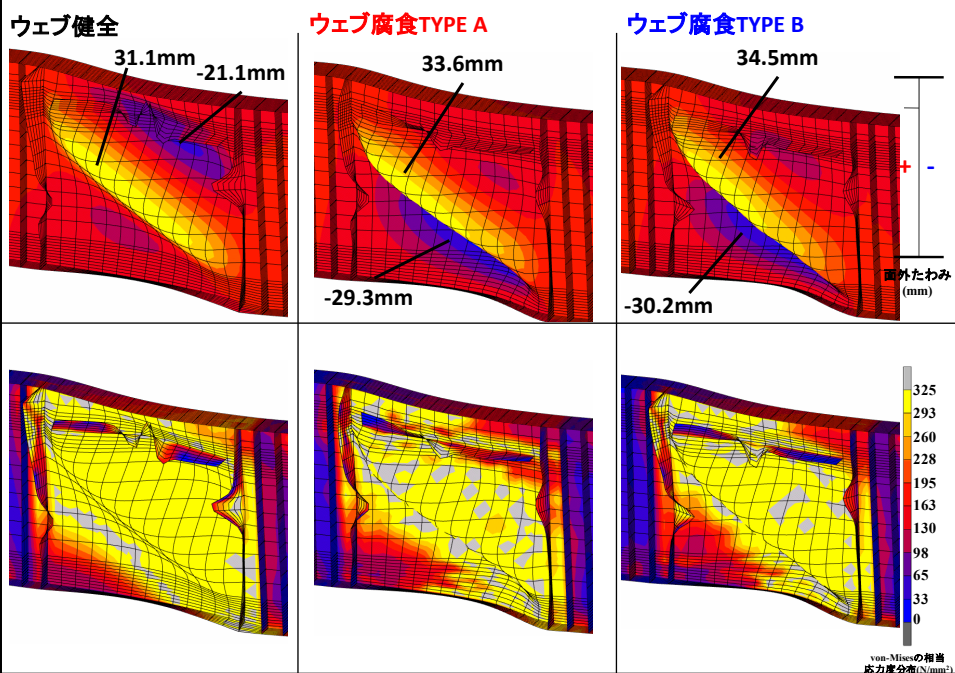 ウェブ健全
ウェブ腐食TYPE A
ウェブ腐食TYPE B
31.1mm
-21.1mm
33.6mm
34.5mm
+ -
面外たわみ
(mm)
-29.3mm
-30.2mm
325
293
260
228
195
163
130
98
65
33
0
von-Misesの相当
応力度分布(N/mm²)